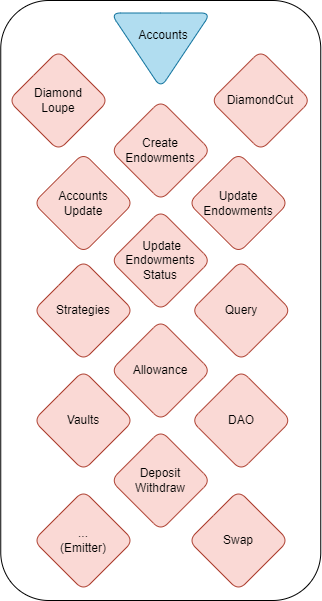 Accounts
Diamond
Loupe
DiamondCut
Create
Endowments
Accounts
Update
Update
Endowments
Update
Endowments
Status
Strategies
Query
Allowance
Vaults
DAO
Deposit
Withdraw
...
(Emitter)
Swap